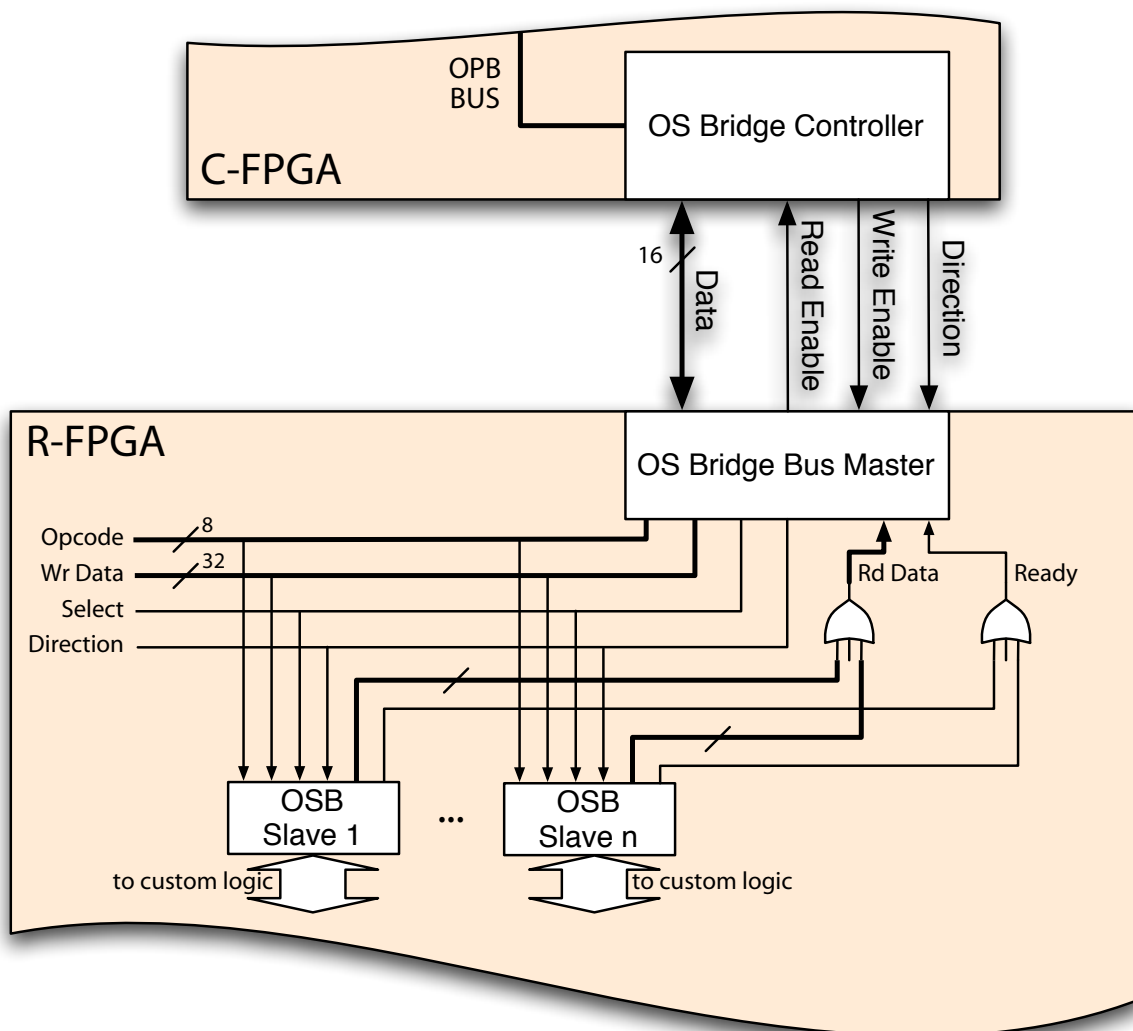 OPB
BUS
OS Bridge Controller
C-FPGA
16
Data
Read Enable
Write Enable
Direction
R-FPGA
OS Bridge Bus Master
Opcode
8
Wr Data
32
Select
Direction
Rd Data
Ready
OSB
Slave 1
...
OSB
Slave n
to custom logic
to custom logic